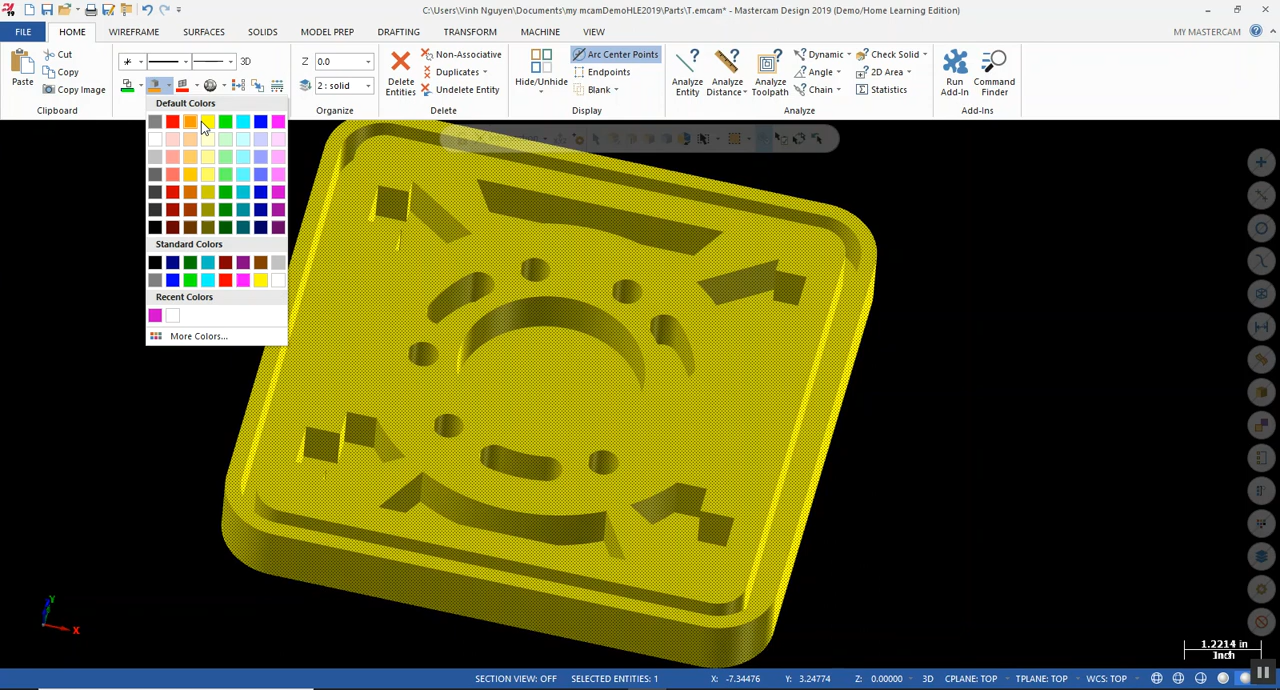 C:\Users\Vinh Nguyen\Documents\my mcamDemoHLE2019\Parts\T.emcam* - Mastercam Design 2019 (Demo/Home Learning Edition)
19
FILE HOME WIREFRAME SURFACES SOLIDS MODEL PREP DRAFTING TRANSFORM MACHINE VIEW MY MASTERCAM
Paste
Cut
Copy
Copy Image
Clipboard
3D
Z 0.0
2 : solid
Organize
Delete Entities
Non-Associative
Duplicates
Undelete Entity
Delete
Hide/Unhide
Arc Center Points
Endpoints
Blank
Display
Analyze Entity
Analyze Distance
Analyze Toolpath
Dynamic
Angle
Chain
Check Solid
2D Area
Statistics
Analyze
Run Add-In
Command Finder
Add-Ins
Default Colors
Standard Colors
Recent Colors
More Colors...
Y
X
1.2214 in
Inch
SECTION VIEW: OFF SELECTED ENTITIES: 1 X: -7.34476 Y: 3.24774 Z: 0.00000 3D CPLANE: TOP TPLANE: TOP WCS: TOP